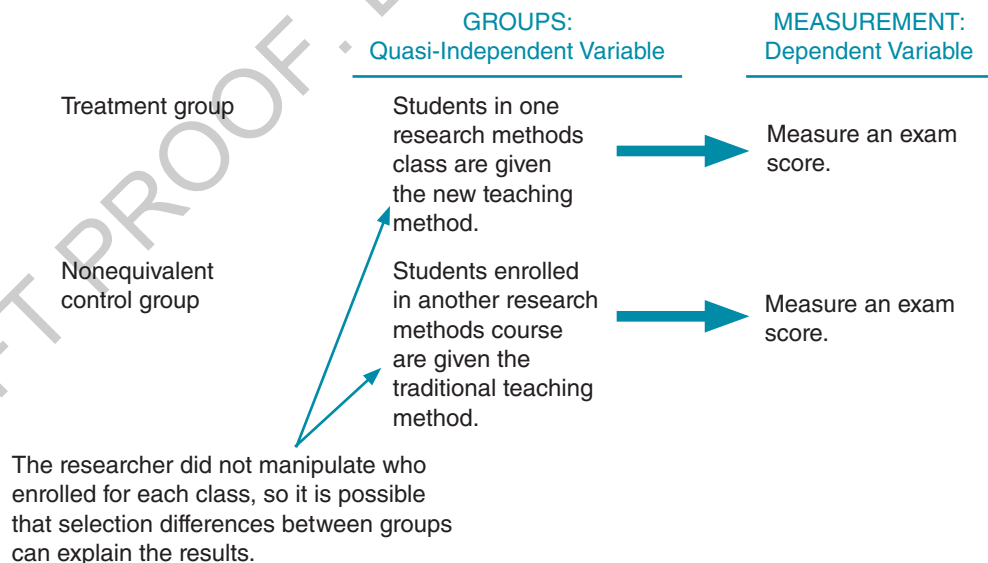 GROUPS:
Quasi-Independent Variable
MEASUREMENT:
Dependent Variable
Treatment group
Students in one
research methods
class are given
the new teaching
method.
Measure an exam
score.
Nonequivalent
control group
Students enrolled
in another research
methods course
are given the
traditional teaching
method.
Measure an exam
score.
The researcher did not manipulate who
enrolled for each class, so it is possible
that selection differences between groups
can explain the results.
PROOF.